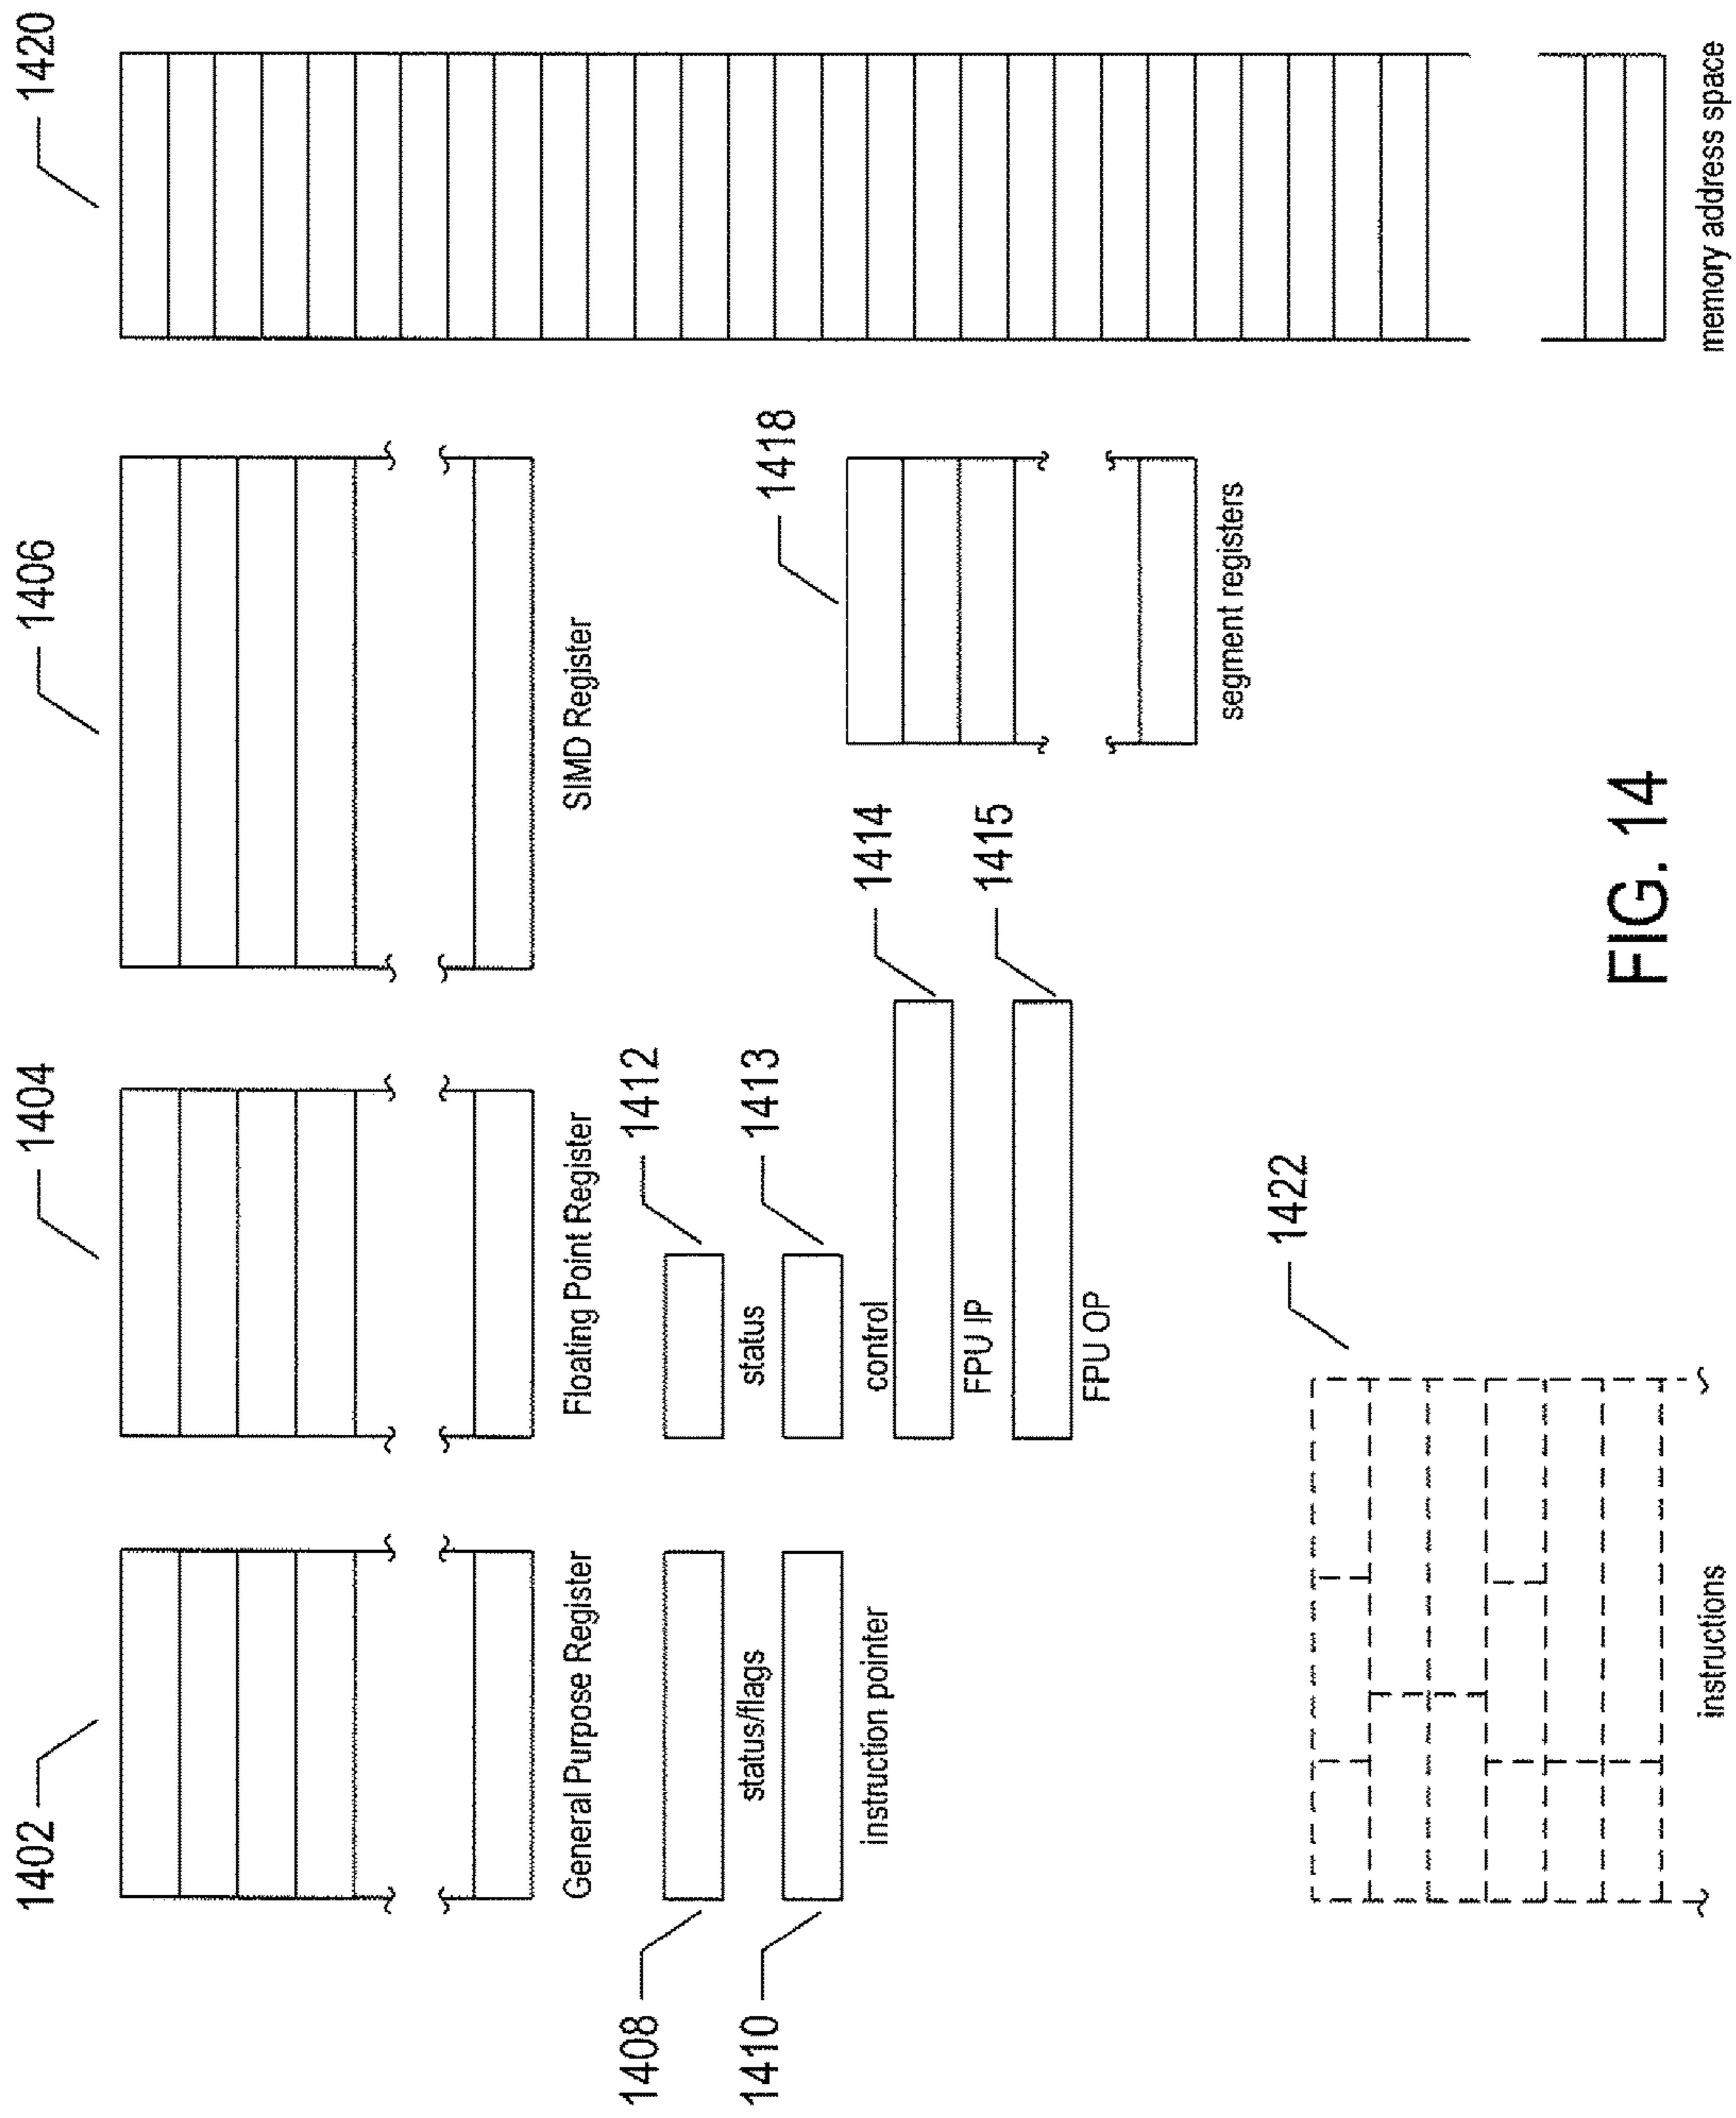 1402
1404
1406
1420
General Purpose Register
Floating Point Register
SIMD Register
1408
status/flags
1412
status
1410
instruction pointer
1413
control
1414
FPU IP
1415
FPU OP
1418
segment registers
1422
instructions
FIG. 14
memory address space